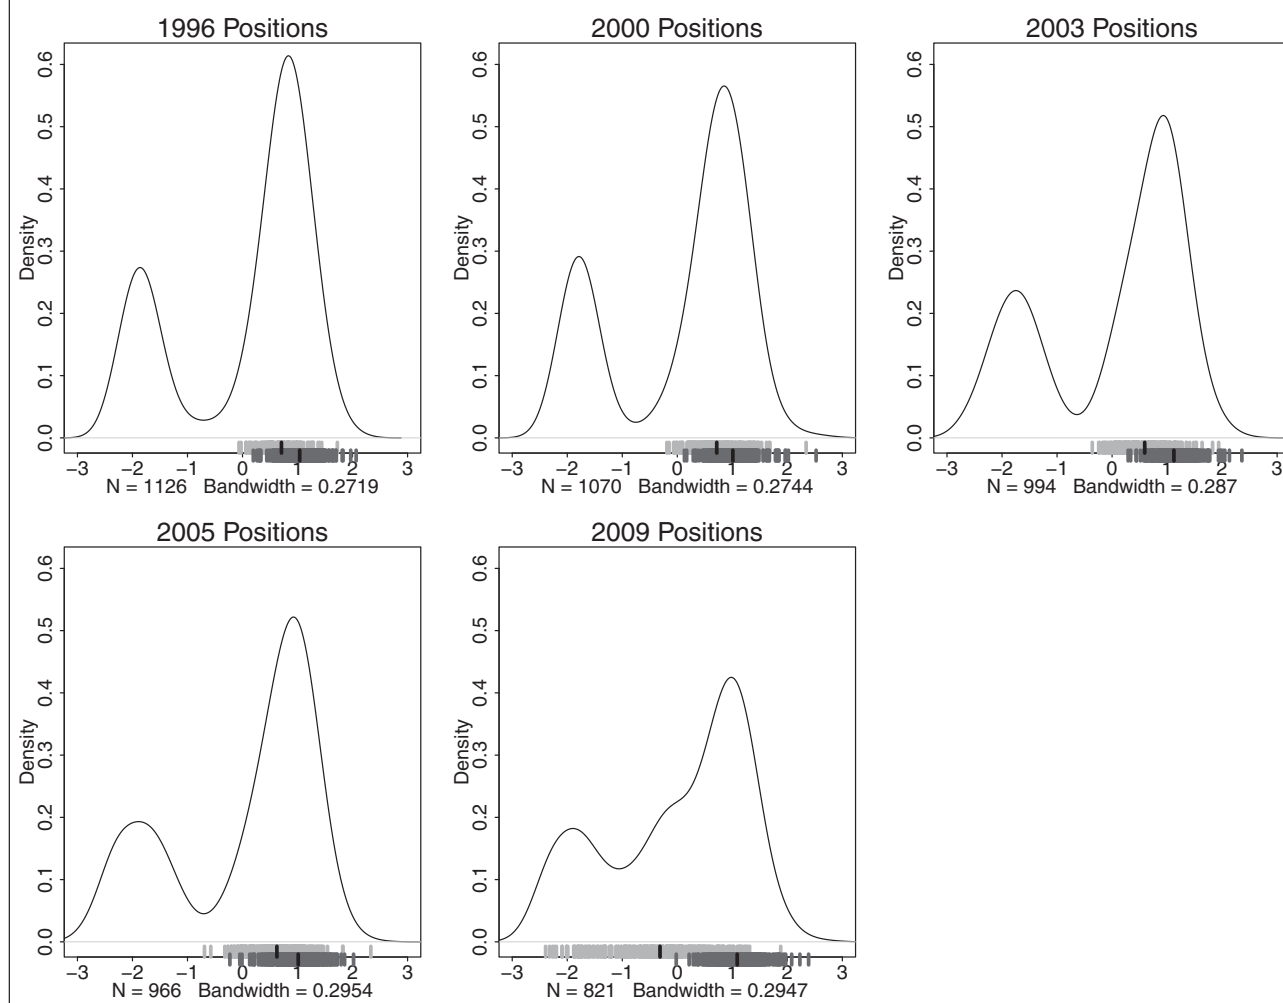 1996 Positions
Density
0.0 0.1 0.2 0.3 0.4 0.5 0.6
−3 −2 −1 0 1 2 3
N = 1126 Bandwidth = 0.2719
2000 Positions
Density
0.0 0.1 0.2 0.3 0.4 0.5 0.6
−3 −2 −1 0 1 2 3
N = 1070 Bandwidth = 0.2744
2003 Positions
Density
0.0 0.1 0.2 0.3 0.4 0.5 0.6
−3 −2 −1 0 1 2 3
N = 994 Bandwidth = 0.287
2005 Positions
Density
0.0 0.1 0.2 0.3 0.4 0.5 0.6
−3 −2 −1 0 1 2 3
N = 966 Bandwidth = 0.2954
2009 Positions
Density
0.0 0.1 0.2 0.3 0.4 0.5 0.6
−3 −2 −1 0 1 2 3
N = 821 Bandwidth = 0.2947